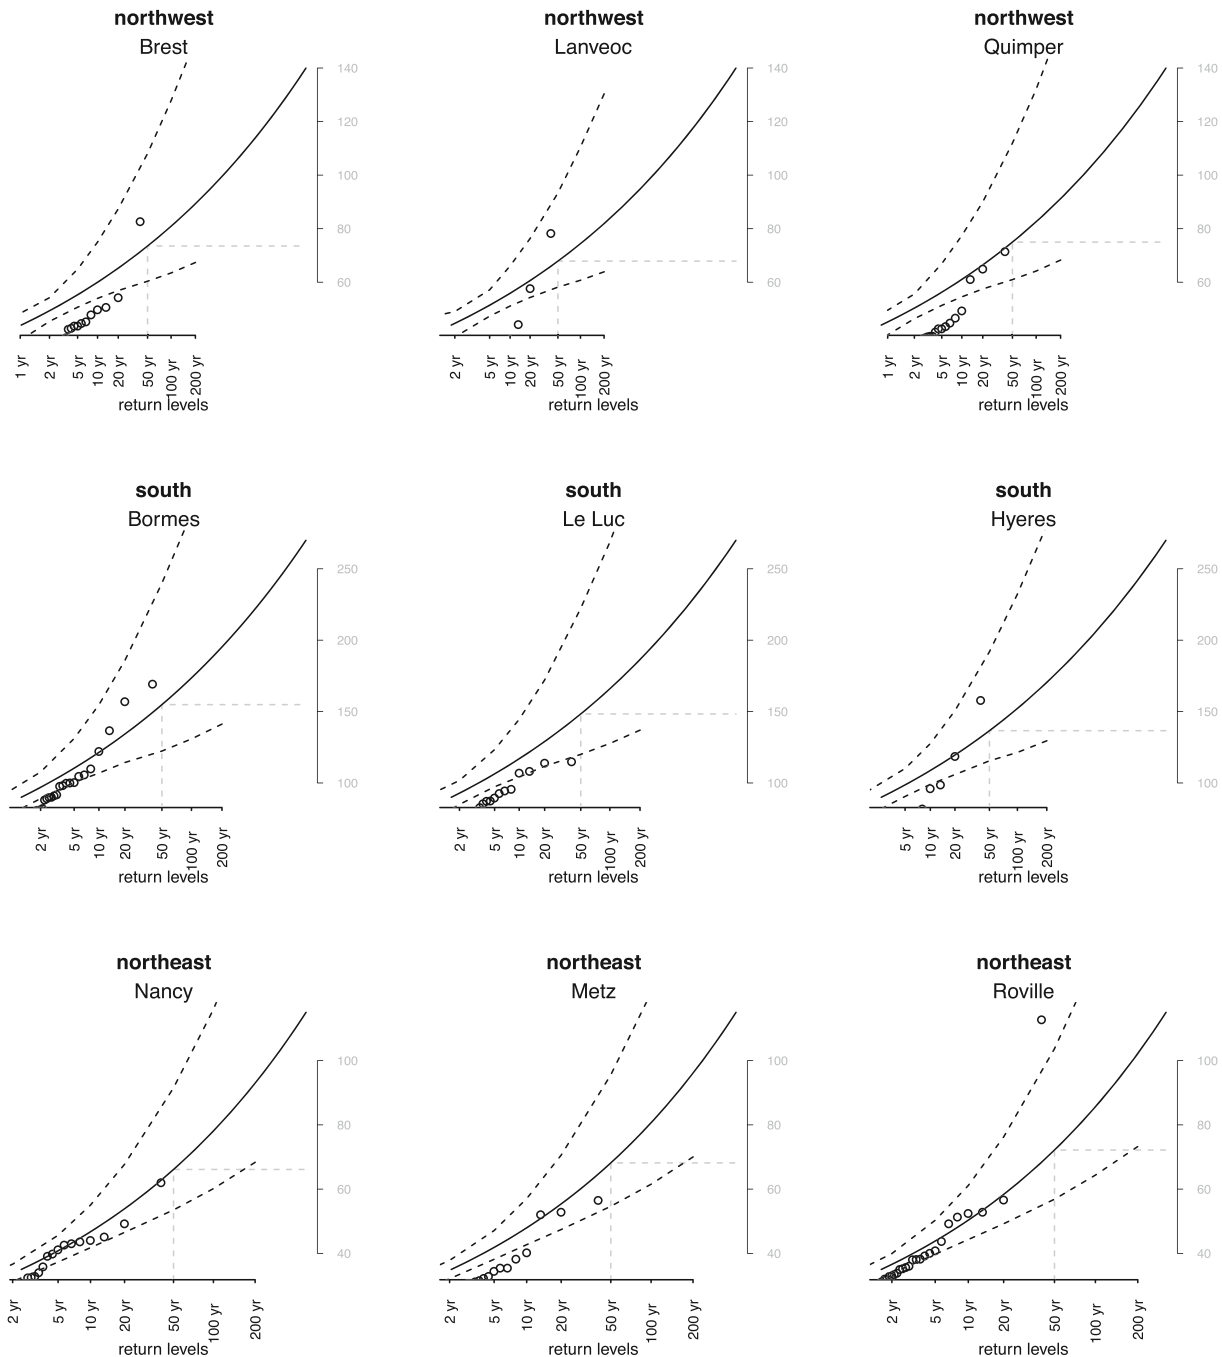 northwest
Brest
140
120
100
80
60
1 yr 2 yr 5 yr 10 yr 20 yr 50 yr 100 yr 200 yr
return levels
northwest
Lanveoc
140
120
100
80
60
2 yr 5 yr 10 yr 20 yr 50 yr 100 yr 200 yr
return levels
northwest
Quimper
140
120
100
80
60
1 yr 2 yr 5 yr 10 yr 20 yr 50 yr 100 yr 200 yr
return levels
south
Bormes
250
200
150
100
2 yr 5 yr 10 yr 20 yr 50 yr 100 yr 200 yr
return levels
south
Le Luc
250
200
150
100
2 yr 5 yr 10 yr 20 yr 50 yr 100 yr 200 yr
return levels
south
Hyeres
250
200
150
100
5 yr 10 yr 20 yr 50 yr 100 yr 200 yr
return levels
northeast
Nancy
100
80
60
40
2 yr 5 yr 10 yr 20 yr 50 yr 100 yr 200 yr
return levels
northeast
Metz
100
80
60
40
2 yr 5 yr 10 yr 20 yr 50 yr 100 yr 200 yr
return levels
northeast
Roville
100
80
60
40
2 yr 5 yr 10 yr 20 yr 50 yr 100 yr 200 yr
return levels